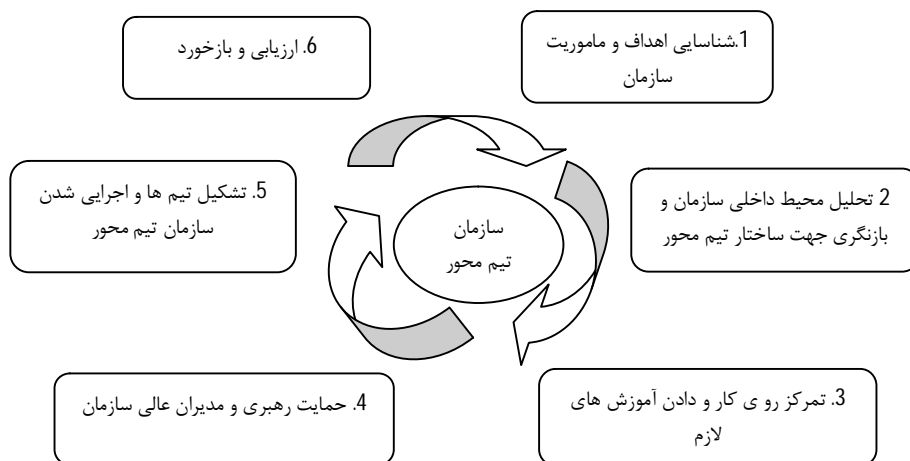 1.شناسایی اهداف و ماموریت
سازمان
2 تحلیل محیط داخلی سازمان و
بازنگری جهت ساختار تیم محور
3. تمرکز رو ی کار و دادن آموزش های
لازم
4. حمایت رهبری و مدیران عالی سازمان
5. تشکیل تیم ها و اجرایی شدن
سازمان تیم محور
6. ارزیابی و بازخورد
سازمان
تیم محور